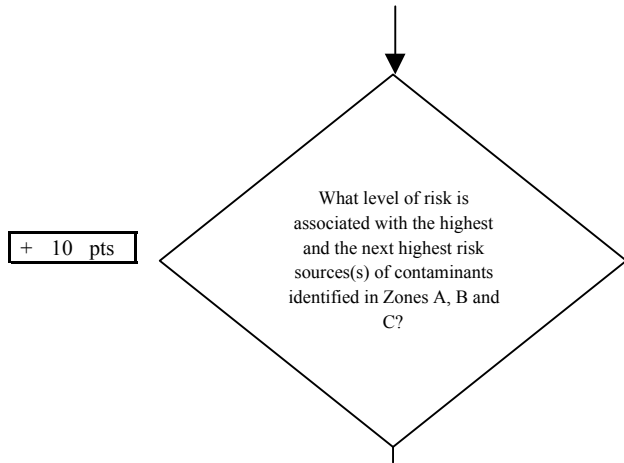 What level of risk is
associated with the highest
+ 10 pts
and the next highest risk
sources(s) of contaminants
identified in Zones A, B and
C?